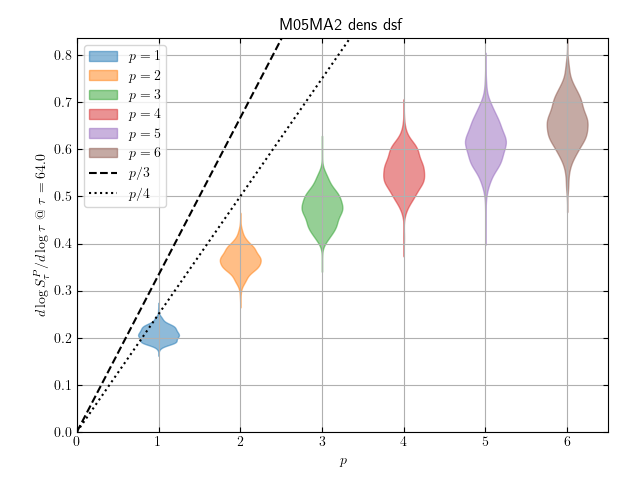 M05MA2 dens dsf
p = 1
p = 2
p = 3
p = 4
p = 5
p = 6
p/3
p/4
d log S_τ^P / d log τ @ τ = 64.0
0.8
0.7
0.6
0.5
0.4
0.3
0.2
0.1
0.0
0 1 2 3 4 5 6
p